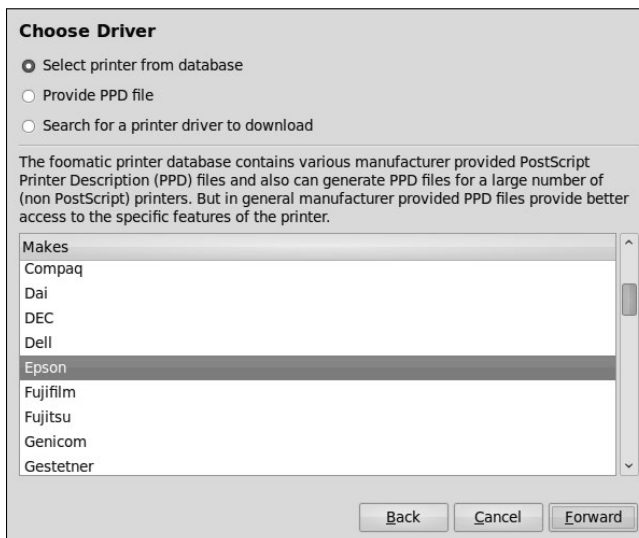 Choose Driver
Select printer from database
Provide PPD file
Search for a printer driver to download
The foomatic printer database contains various manufacturer provided PostScript
Printer Description (PPD) files and also can generate PPD files for a large number of
(non PostScript) printers. But in general manufacturer provided PPD files provide better
access to the specific features of the printer.
Makes
Compaq
Dai
DEC
Dell
Epson
Fujifilm
Fujitsu
Genicom
Gestetner
Back Cancel Forward